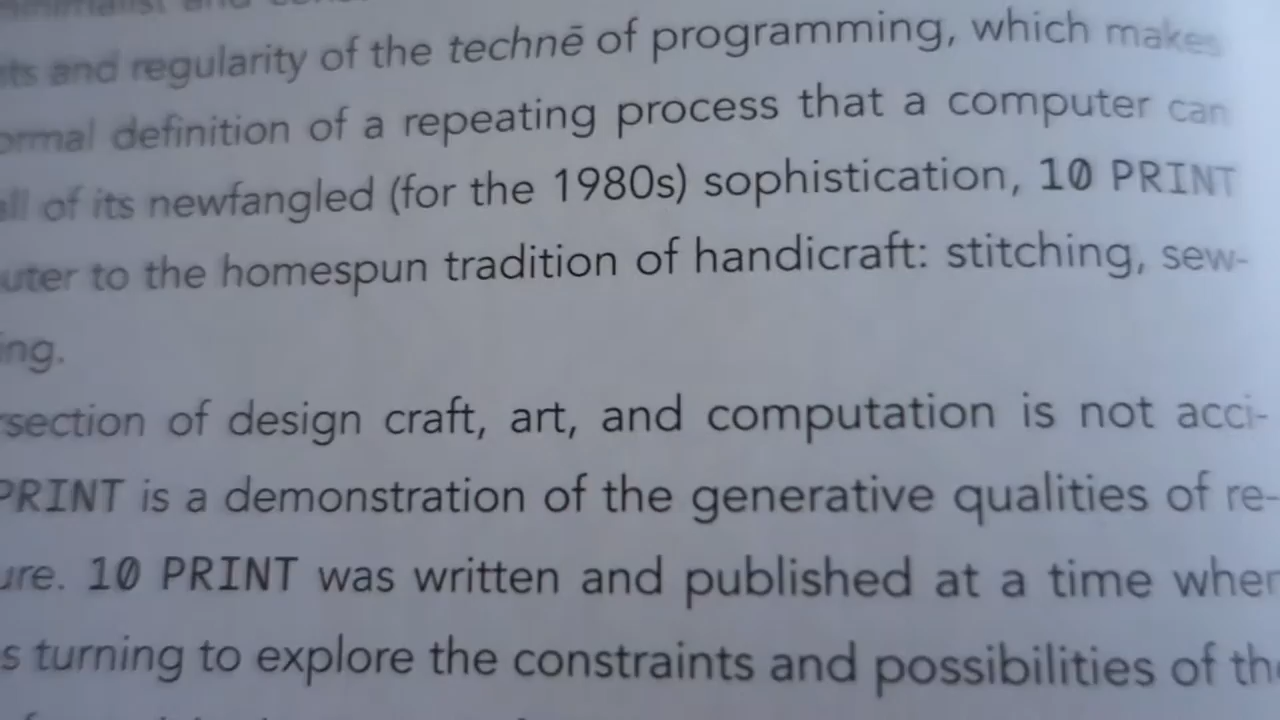 and regularity of the technē of programming, which makes
definition of a repeating process that a computer can
of its newfangled (for the 1980s) sophistication, 10 PRINT
to the homespun tradition of handicraft: stitching, sew-
ing.
section of design craft, art, and computation is not acci-
PRINT is a demonstration of the generative qualities of re-
ure. 10 PRINT was written and published at a time when
s turning to explore the constraints and possibilities of the